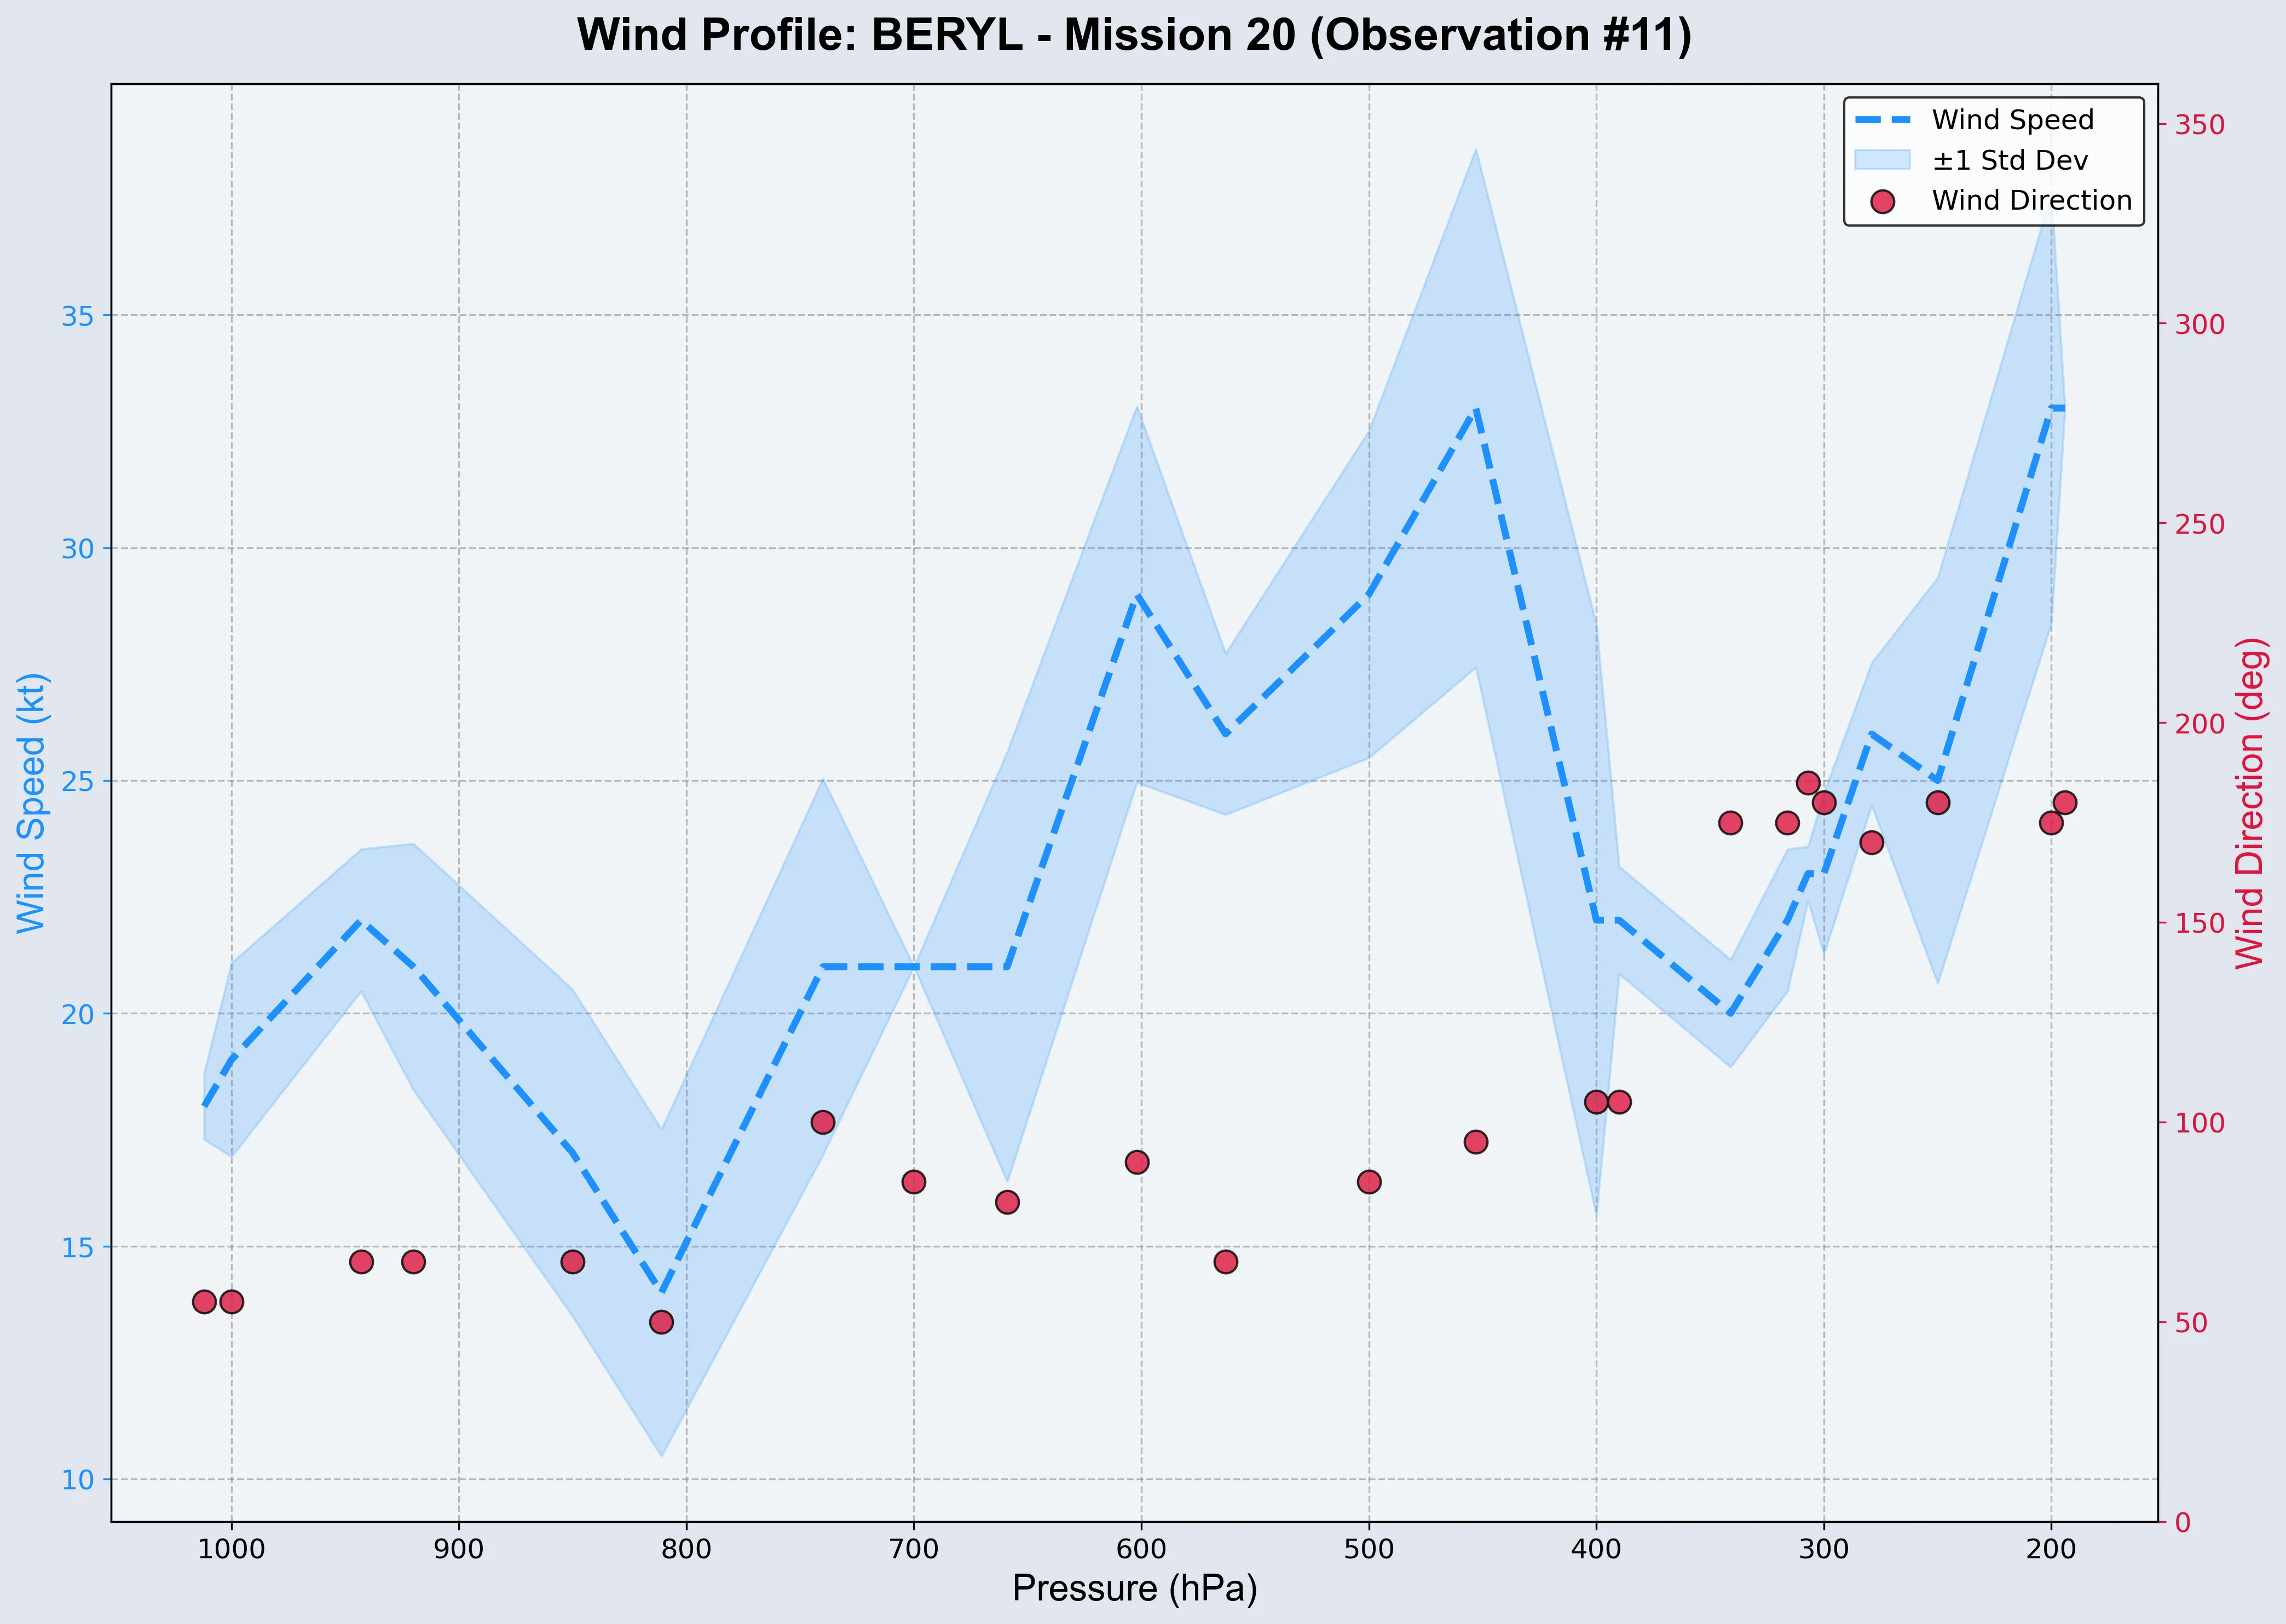 Wind Profile: BERYL - Mission 20 (Observation #11)
Wind Speed
±1 Std Dev
Wind Direction
Wind Speed (kt)
35
30
25
20
15
10
350
300
250
200
150
100
50
0
Wind Direction (deg)
1000 900 800 700 600 500 400 300 200
Pressure (hPa)